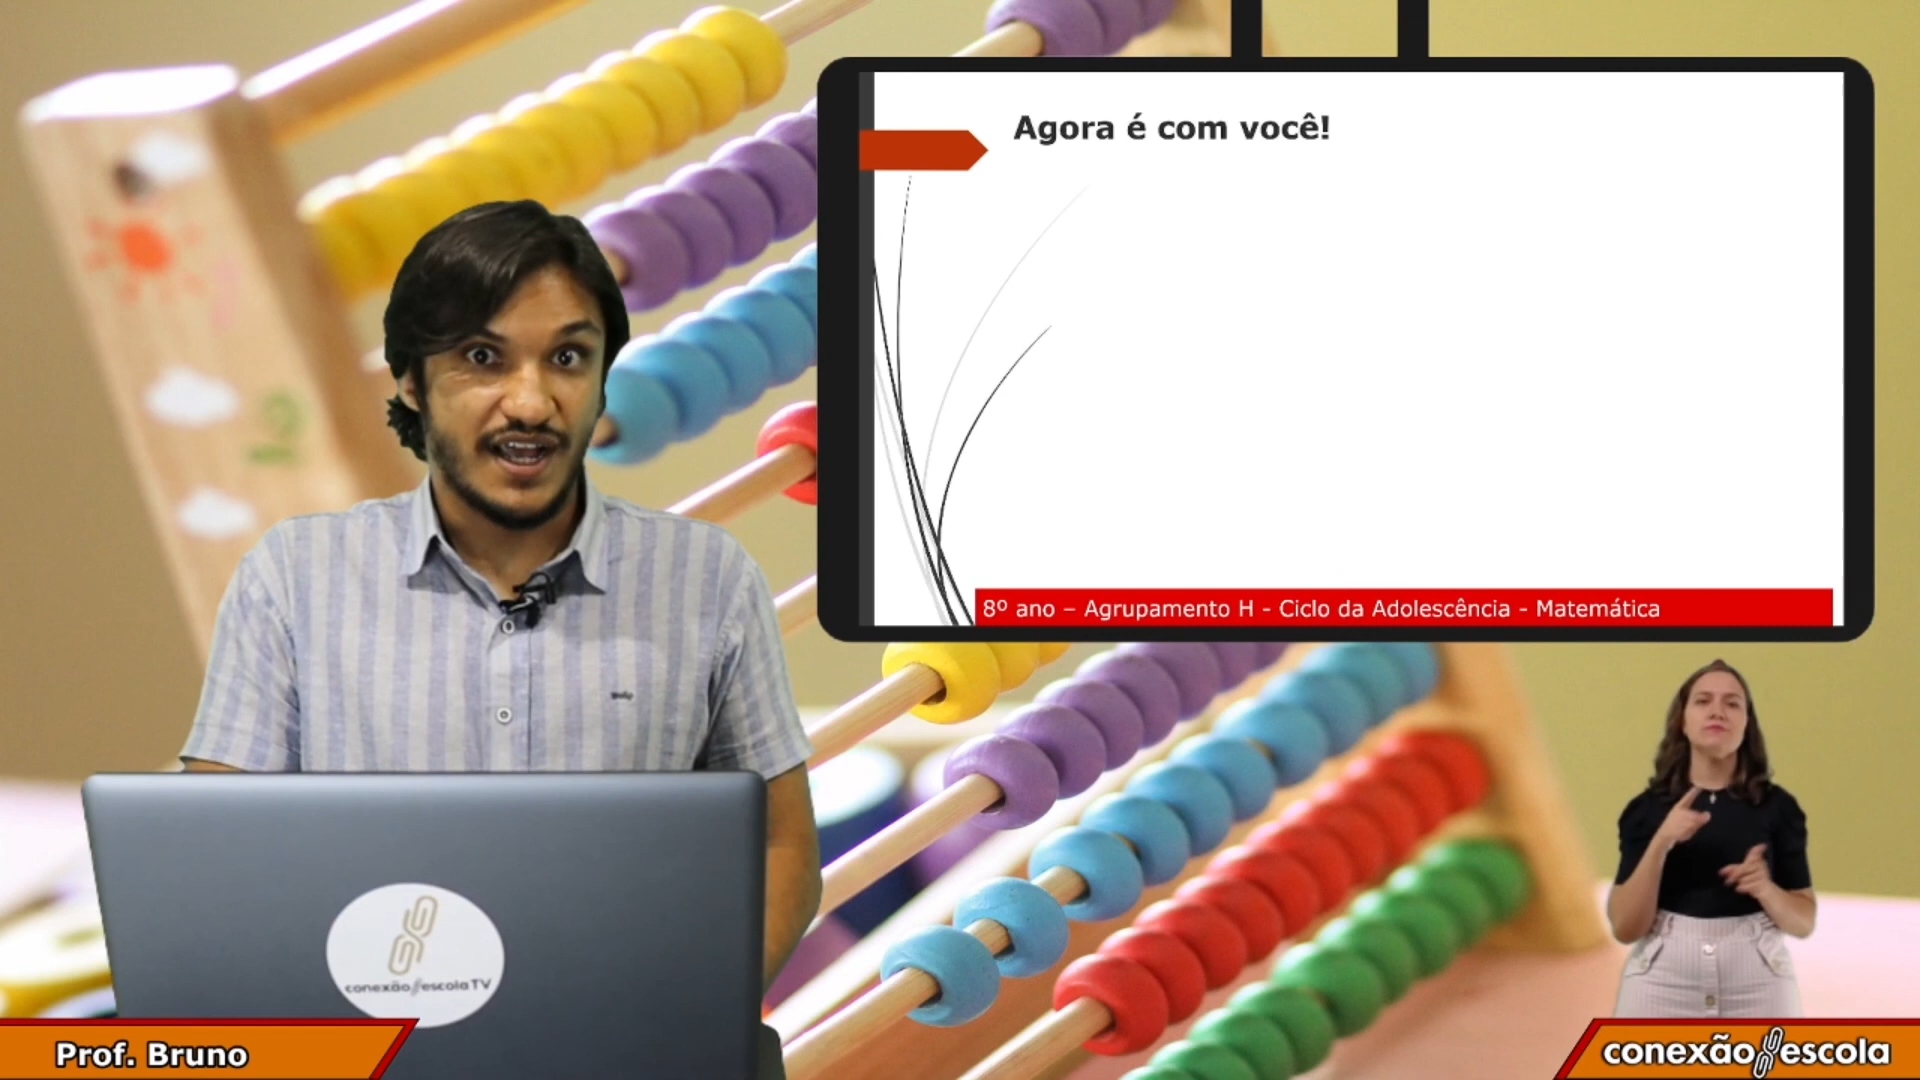 Agora é com você!
8º ano – Agrupamento H - Ciclo da Adolescência - Matemática
conexão escola TV
Prof. Bruno
conexão escola